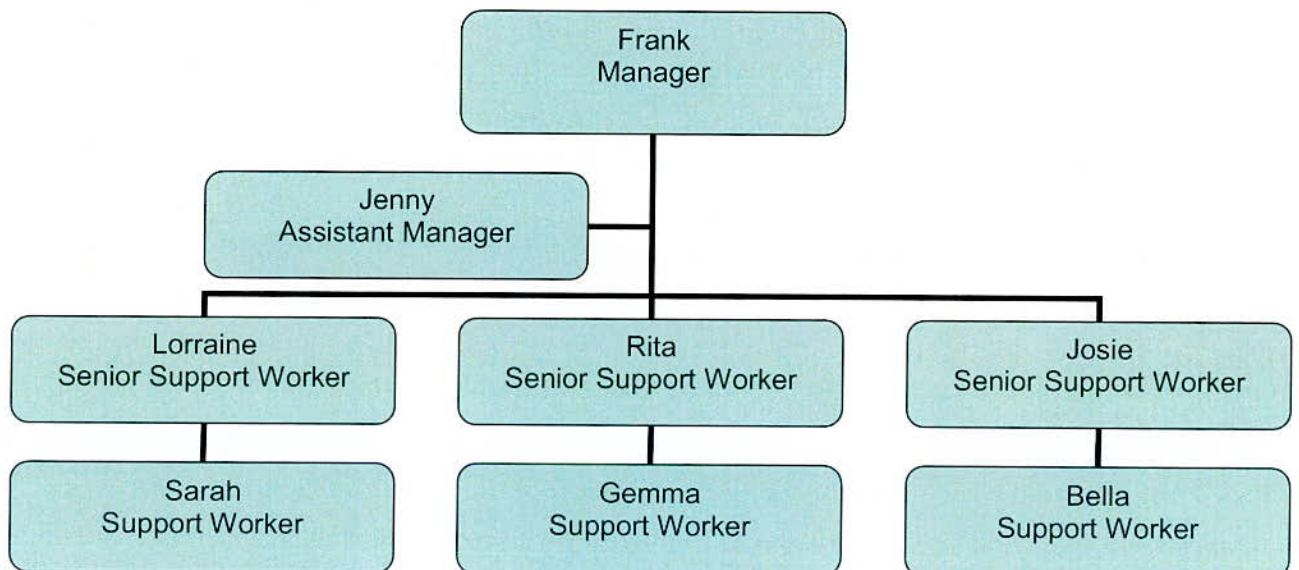 Frank
Manager
Jenny
Assistant Manager
Lorraine
Senior Support Worker
Rita
Senior Support Worker
Josie
Senior Support Worker
Sarah
Support Worker
Gemma
Support Worker
Bella
Support Worker